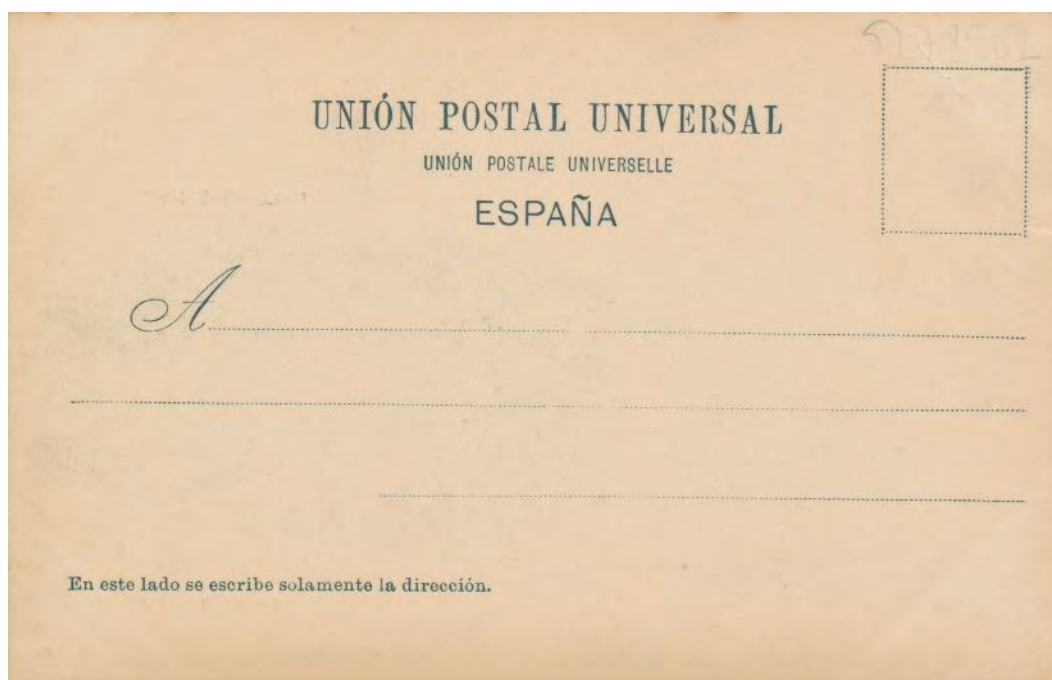 UNIÓN POSTAL UNIVERSAL
UNIÓN POSTALE UNIVERSELLE
ESPAÑA
A
En este lado se escribe solamente la dirección.